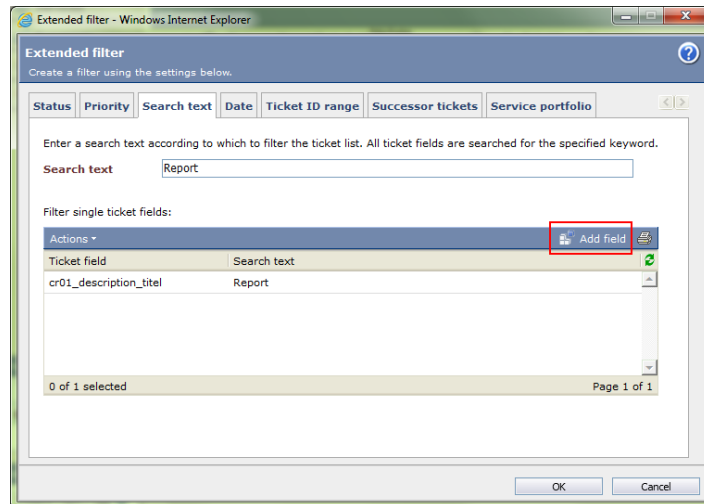 Extended filter - Windows Internet Explorer
Extended filter
Create a filter using the settings below.
Status Priority Search text Date Ticket ID range Successor tickets Service portfolio
Enter a search text according to which to filter the ticket list. All ticket fields are searched for the specified keyword.
Search text Report
Filter single ticket fields:
Actions Add field
Ticket field Search text
cr01_description_titel Report
0 of 1 selected Page 1 of 1
OK Cancel